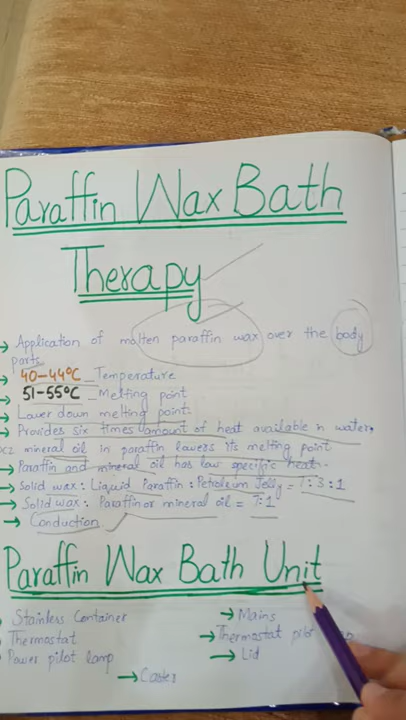 Paraffin Wax Bath
Therapy
→ Application of molten paraffin wax over the body
parts.
→ 40-44°C _ Temperature
→ 51-55°C _ Melting point
→ Lower down melting point.
→ Provides six times amount of heat available in water,
mineral oil in paraffin lowers its melting point
→ Paraffin and mineral oil has low specific heat.
→ Solid wax : Liquid Paraffin : Petroleum Jelly = 7 : 3 : 1
→ Solid wax : Paraffin or mineral oil = 7:1
→ Conduction
Paraffin Wax Bath Unit
Stainless Container → Mains
Thermostat → Thermostat pilot
Power pilot lamp → Lid
→ Caster